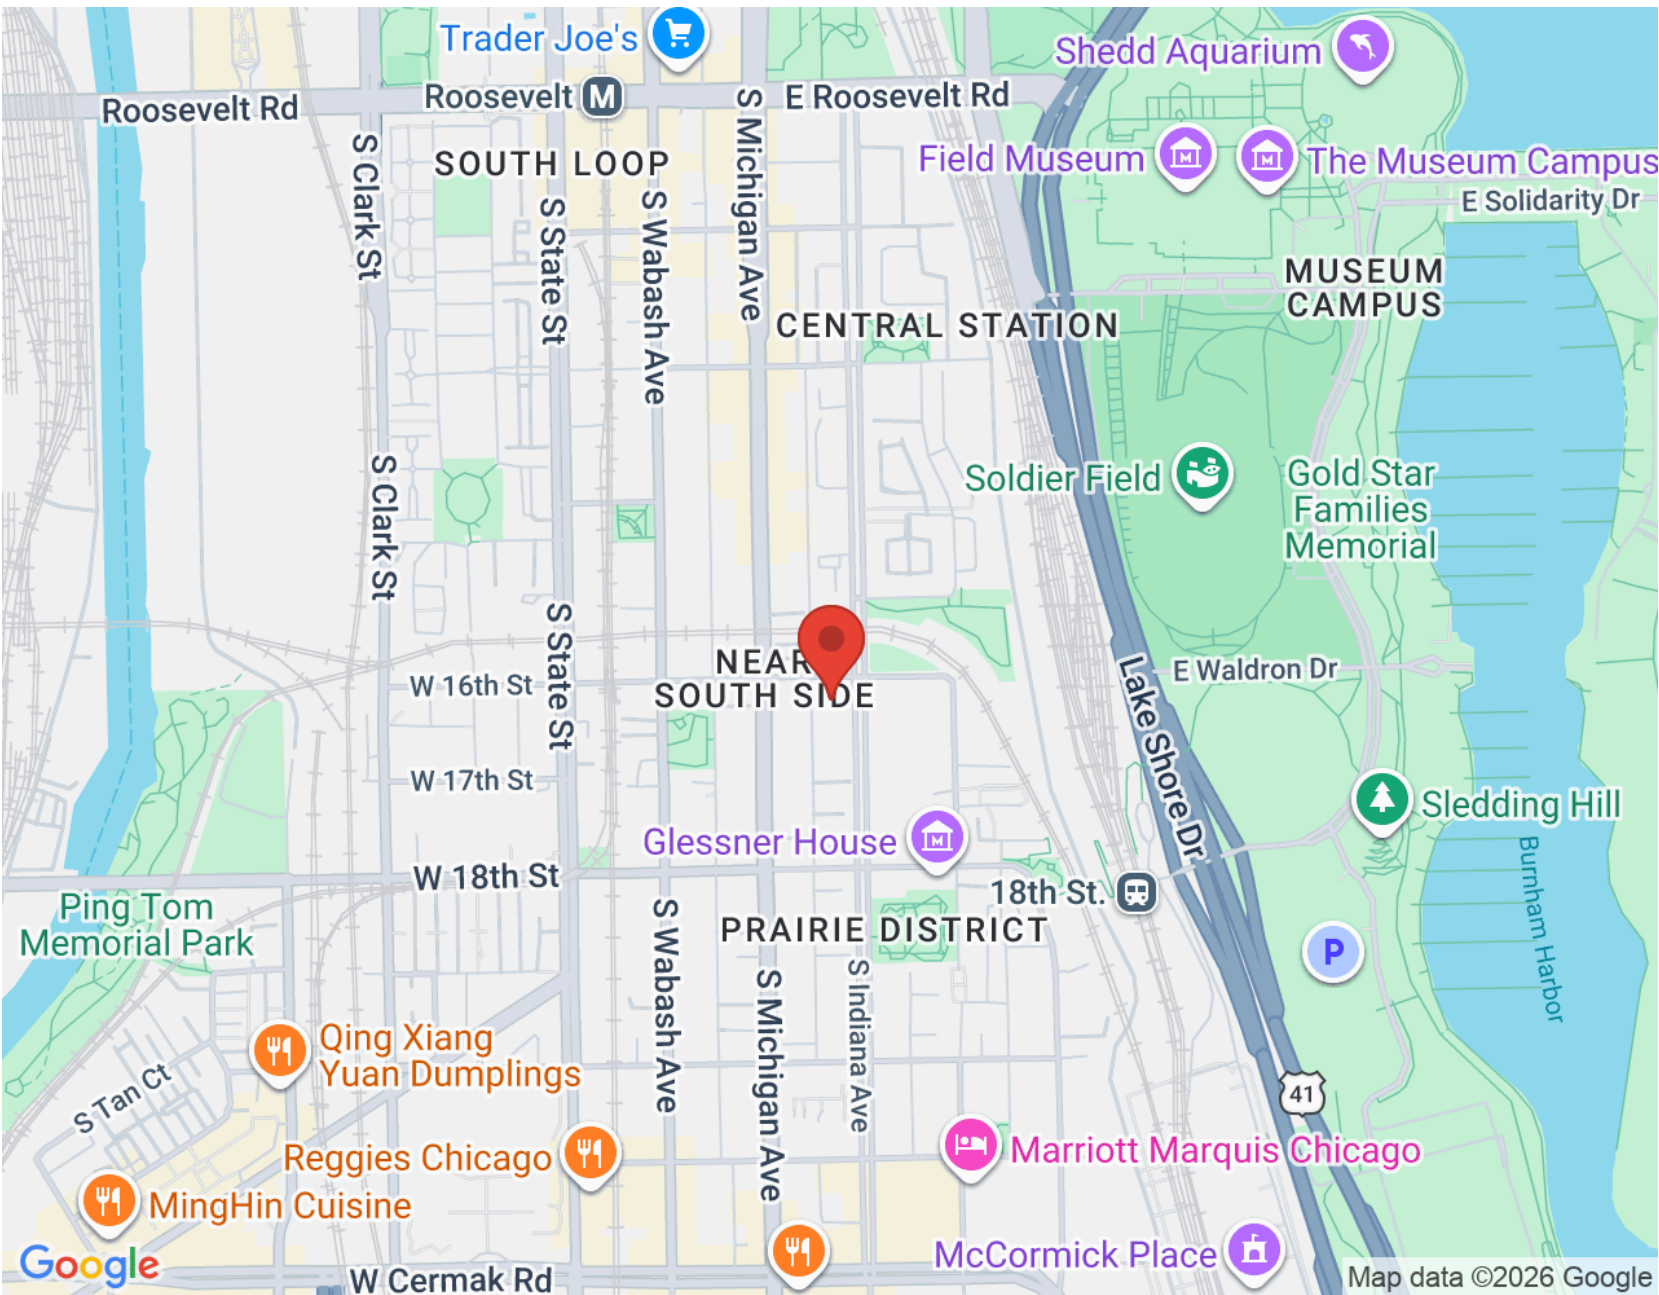 Trader Joe's
Shedd Aquarium
Roosevelt Rd
Roosevelt M
E Roosevelt Rd
S Michigan Ave
S Clark St
SOUTH LOOP
Field Museum
The Museum Campus
E Solidarity Dr
S State St
S Wabash Ave
MUSEUM
CAMPUS
CENTRAL STATION
S Clark St
Soldier Field
Gold Star
Families
Memorial
S State St
NEAR
SOUTH SIDE
W 16th St
E Waldron Dr
Lake Shore Dr
W 17th St
Sledding Hill
Glessner House
Burnham Harbor
W 18th St
18th St.
Ping Tom
Memorial Park
PRAIRIE DISTRICT
P
S Wabash Ave
S Michigan Ave
S Indiana Ave
Qing Xiang
Yuan Dumplings
S Tan Ct
41
Reggies Chicago
Marriott Marquis Chicago
MingHin Cuisine
McCormick Place
Google
W Cermak Rd
Map data ©2026 Google